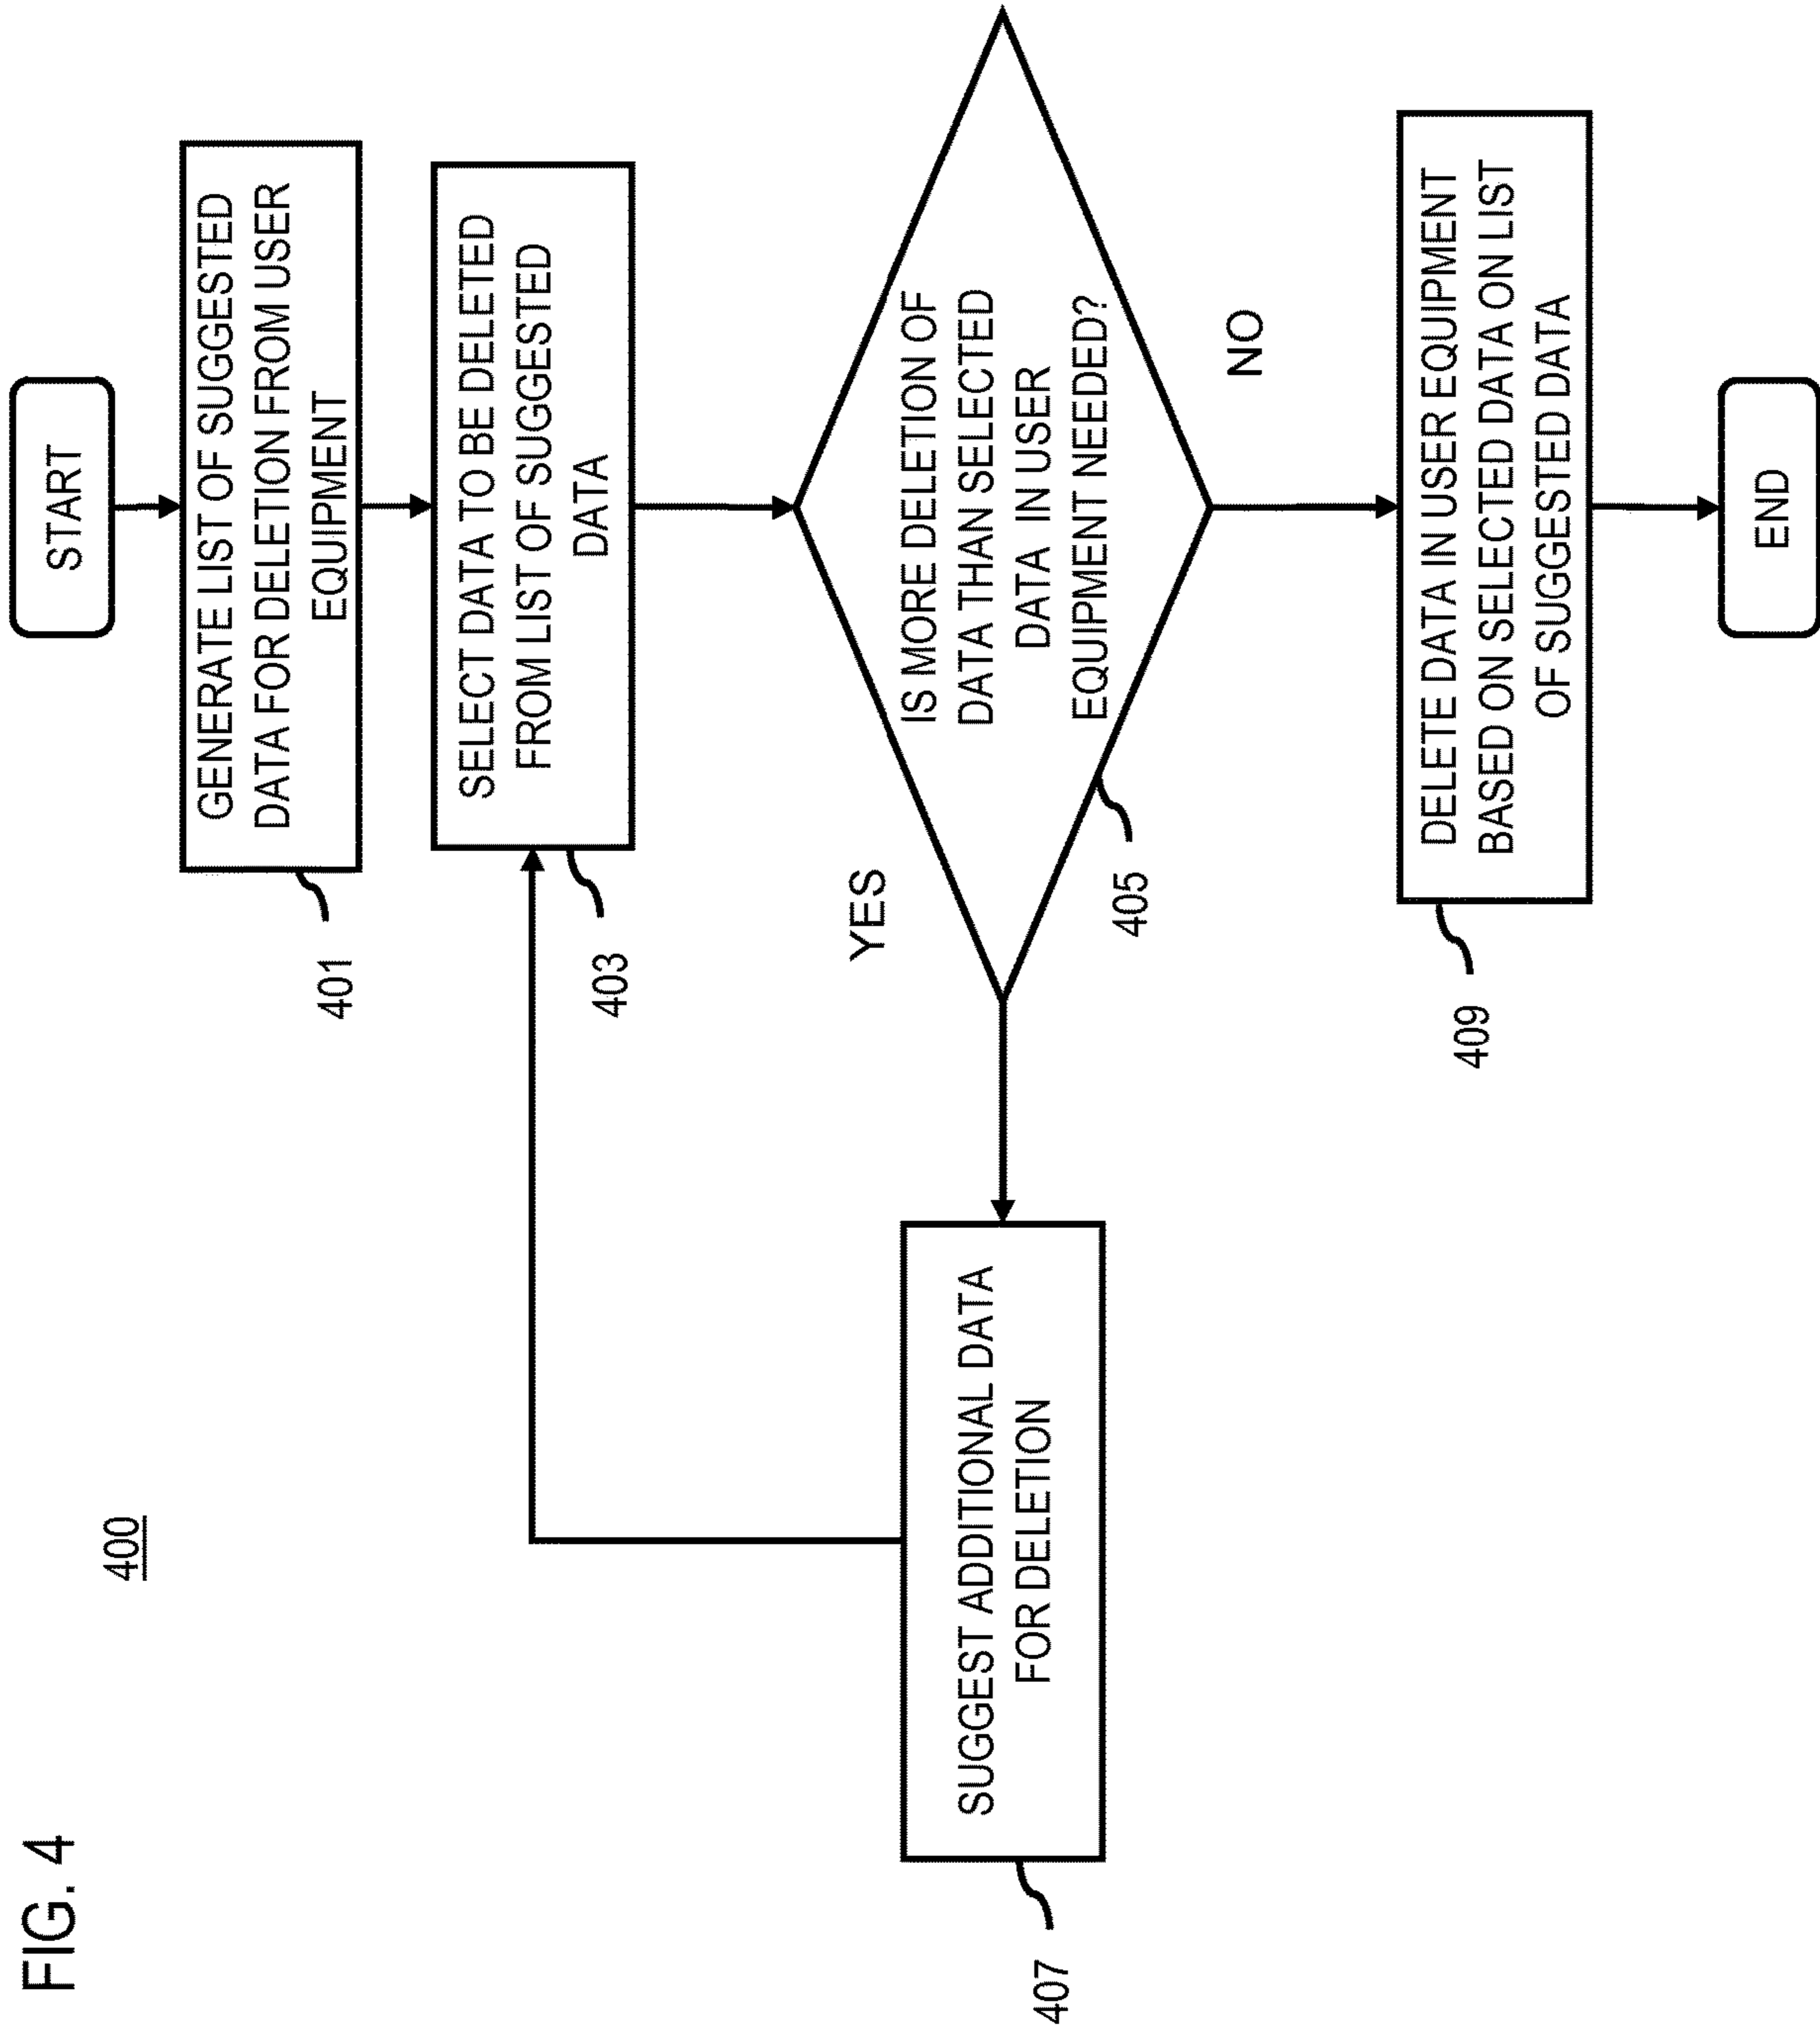 FIG. 4
400
START
GENERATE LIST OF SUGGESTED
DATA FOR DELETION FROM USER
EQUIPMENT
401
SELECT DATA TO BE DELETED
FROM LIST OF SUGGESTED
DATA
403
YES
IS MORE DELETION OF
DATA THAN SELECTED
DATA IN USER
EQUIPMENT NEEDED?
405
SUGGEST ADDITIONAL DATA
FOR DELETION
407
NO
DELETE DATA IN USER EQUIPMENT
BASED ON SELECTED DATA ON LIST
OF SUGGESTED DATA
409
END